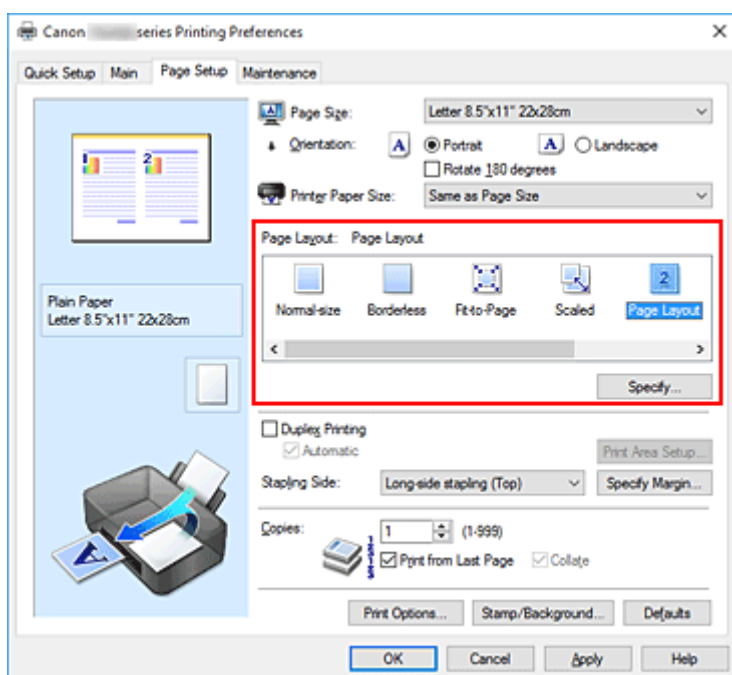 Canon series Printing Preferences
Quick Setup Main Page Setup Maintenance
1 2
Page Size: Letter 8.5"x11" 22x28cm
Orientation: A Portrait A Landscape
Rotate 180 degrees
Printer Paper Size: Same as Page Size
Page Layout: Page Layout
2
Normal-size Borderless Fit-to-Page Scaled Page Layout
Plain Paper
Letter 8.5"x11" 22x28cm
Specify...
Duplex Printing
Automatic Print Area Setup...
Stapling Side: Long-side stapling (Top) Specify Margin...
Copies: 1 (1-999)
Print from Last Page Collate
Print Options... Stamp/Background... Defaults
OK Cancel Apply Help